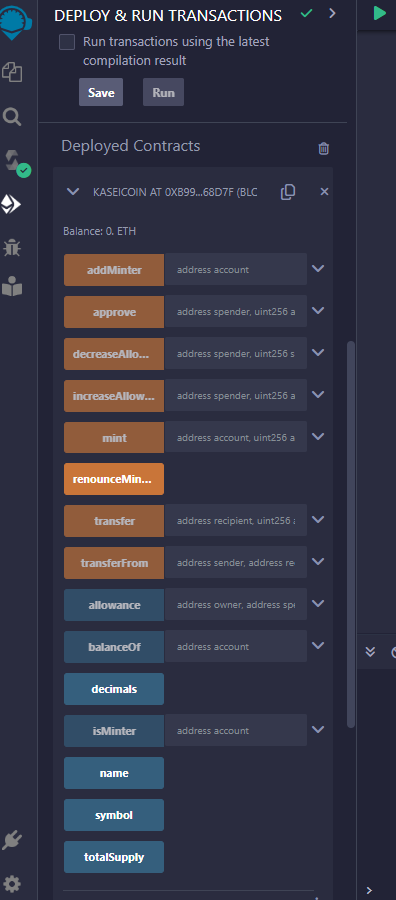 DEPLOY & RUN TRANSACTIONS
Run transactions using the latest
compilation result
Save Run
Deployed Contracts
KASEICOIN AT 0XB99...68D7F (BLC
Balance: 0. ETH
addMinter address account
approve address spender, uint256 a
decreaseAllo... address spender, uint256 s
increaseAllow... address spender, uint256 a
mint address account, uint256 a
renounceMin...
transfer address recipient, uint256 a
transferFrom address sender, address re
allowance address owner, address spe
balanceOf address account
decimals
isMinter address account
name
symbol
totalSupply